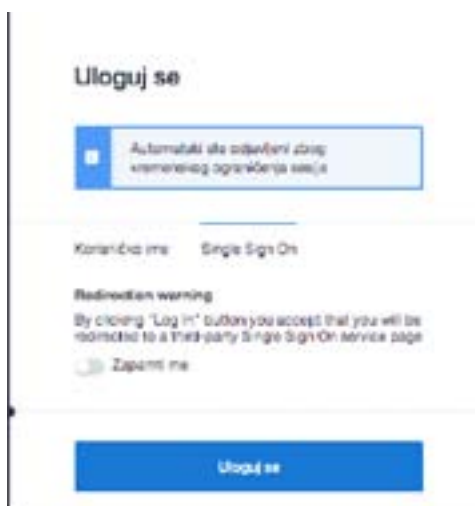 Uloguj se
Automatski ste odjavljeni zbog
vremenskog ograničenja sesije
Korisničko ime Single Sign On
Redirection warning
By clicking "Log in" button you accept that you will be
redirected to a third-party Single Sign On service page
Zapamti me
Uloguj se